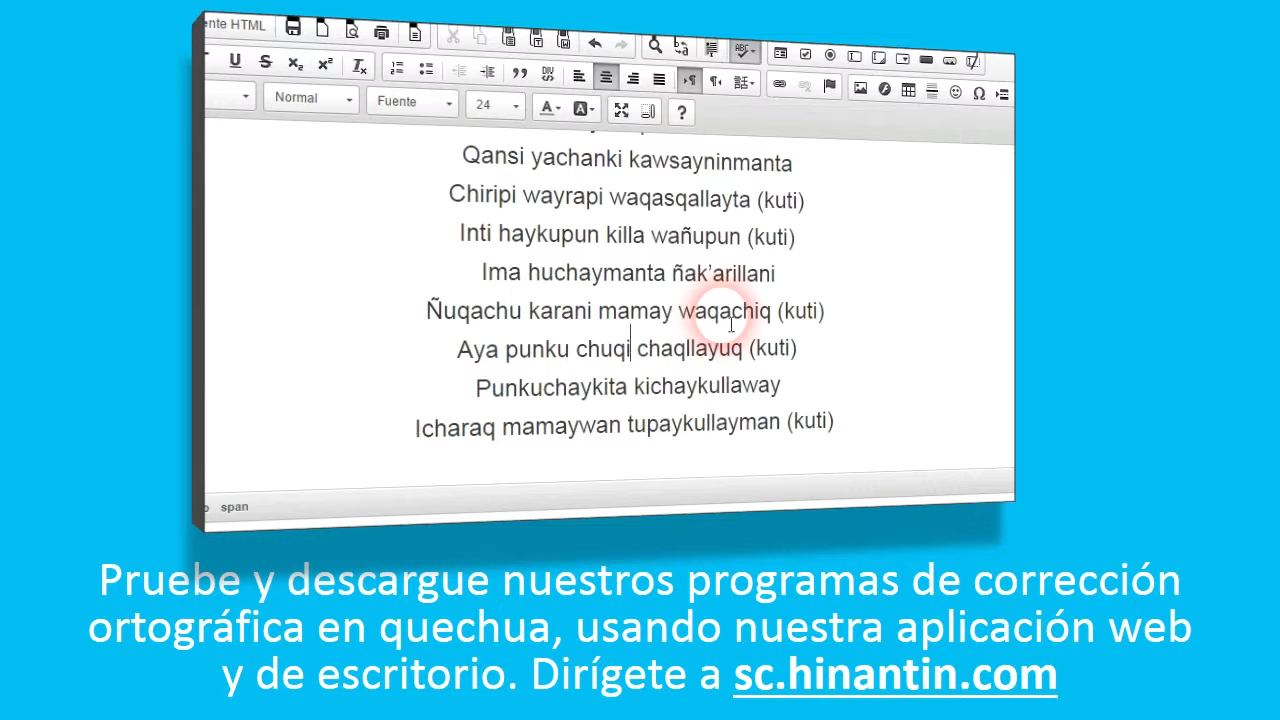 ente HTML
Normal Fuente 24
Qansi yachanki kawsayninmanta
Chiripi wayrapi waqasqallayta (kuti)
Inti haykupun killa wañupun (kuti)
Ima huchaymanta ñak'arillani
Ñuqachu karani mamay waqachiq (kuti)
Aya punku chuqi chaqllayuq (kuti)
Punkuchaykita kichaykullaway
Icharaq mamaywan tupaykullayman (kuti)
span
Pruebe y descargue nuestros programas de corrección
ortográfica en quechua, usando nuestra aplicación web
y de escritorio. Dirígete a sc.hinantin.com